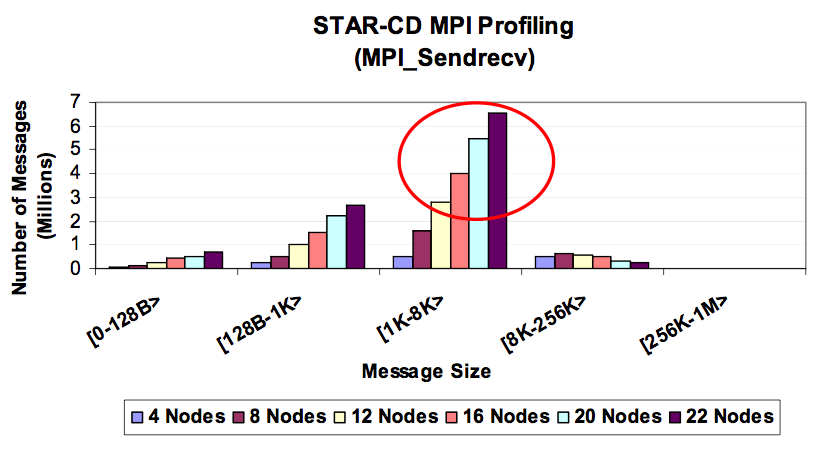 STAR-CD MPI Profiling
(MPI_Sendrecv)
Number of Messages
(Millions)
7
6
5
4
3
2
1
0
[0-128B>
[128B-1K>
[1K-8K>
[8K-256K>
[256K-1M>
Message Size
4 Nodes 8 Nodes 12 Nodes 16 Nodes 20 Nodes 22 Nodes